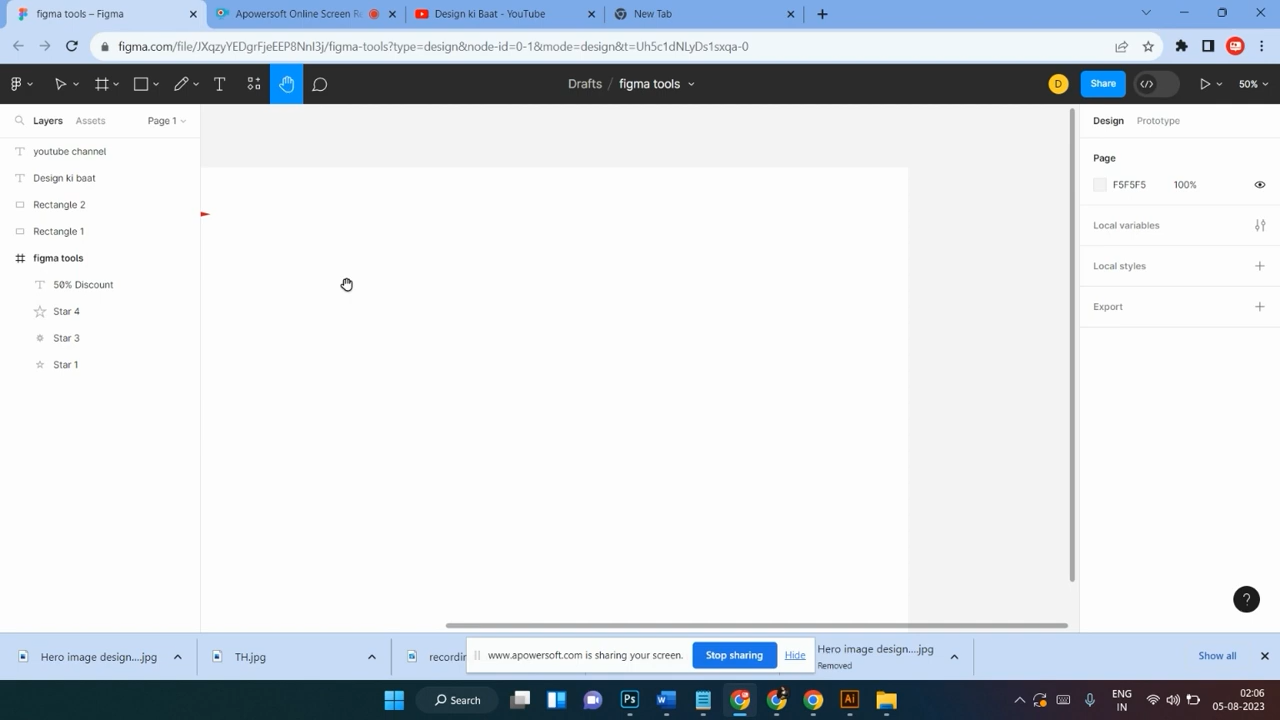 figma tools – Figma
Apowersoft Online Screen Re
Design ki Baat - YouTube
New Tab
figma.com/file/JXqzyYEDgrFjeEEP8NnI3j/figma-tools?type=design&node-id=0-1&mode=design&t=Uh5c1dNLyDs1sxqa-0
Drafts / figma tools
D
Share
50%
Layers
Assets
Page 1
youtube channel
Design ki baat
Rectangle 2
Rectangle 1
figma tools
50% Discount
Star 4
Star 3
Star 1
Design
Prototype
Page
F5F5F5
100%
Local variables
Local styles
Export
?
Hero image design....jpg
TH.jpg
recordin
www.apowersoft.com is sharing your screen.
Stop sharing
Hide
Hero image design....jpg
Removed
Show all
Search
Ps
W
Ai
ENG
IN
02:06
05-08-2023